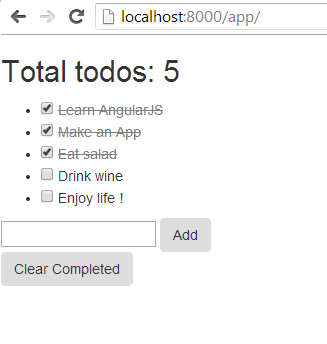 localhost:8000/app/
Total todos: 5
Learn AngularJS
Make an App
Eat salad
Drink wine
Enjoy life !
Add
Clear Completed